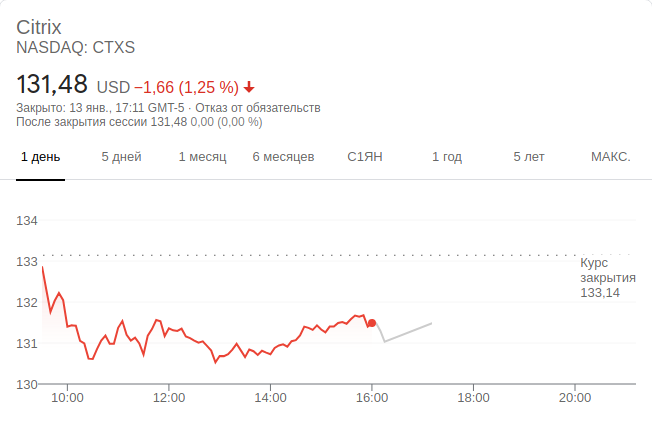 Citrix
NASDAQ: CTXS
131,48 USD −1,66 (1,25 %)
Закрыто: 13 янв., 17:11 GMT-5 · Отказ от обязательств
После закрытия сессии 131,48 0,00 (0,00 %)
1 день 5 дней 1 месяц 6 месяцев С1ЯН 1 год 5 лет МАКС.
134
133
132
131
130
Курс
закрытия
133,14
10:00 12:00 14:00 16:00 18:00 20:00